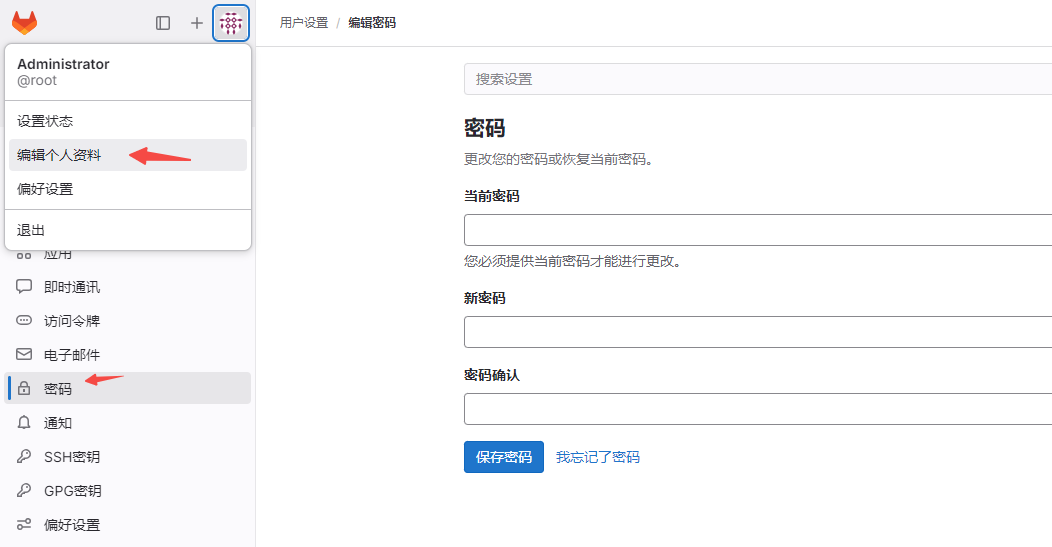 用户设置 / 编辑密码
Administrator
@root
设置状态
编辑个人资料
偏好设置
退出
应用
即时通讯
访问令牌
电子邮件
密码
通知
SSH密钥
GPG密钥
偏好设置
搜索设置
密码
更改您的密码或恢复当前密码。
当前密码
您必须提供当前密码才能进行更改。
新密码
密码确认
保存密码 我忘记了密码